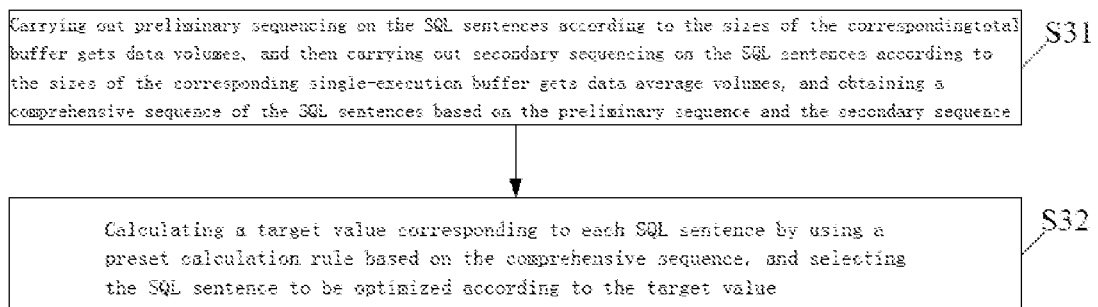 Carrying out preliminary sequencing on the SQL sentences according to the sizes of the correspondingtotal
buffer gets data volumes, and then carrying out secondary sequencing on the SQL sentences according to
the sizes of the corresponding single-execution buffer gets data average volumes, and obtaining a
comprehensive sequence of the SQL sentences based on the preliminary sequence and the secondary sequence
S31
Calculating a target value corresponding to each SQL sentence by using a
preset calculation rule based on the comprehensive sequence, and selecting
the SQL sentence to be optimized according to the target value
S32